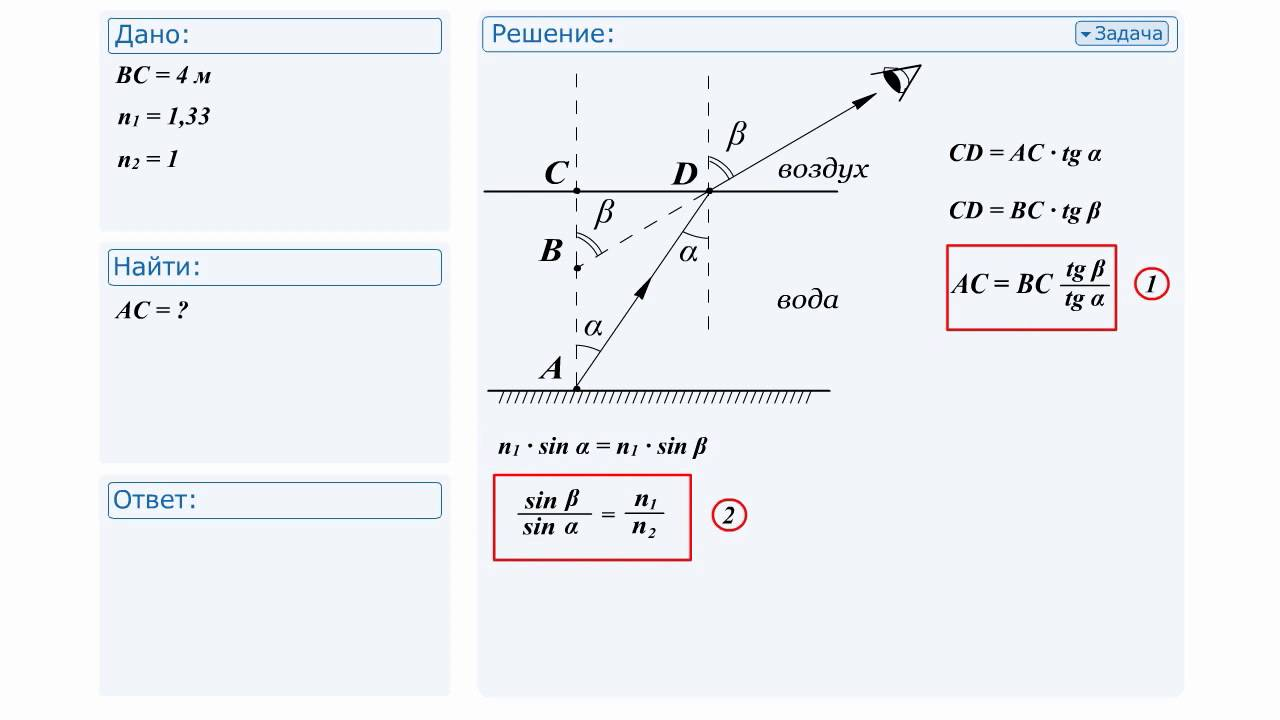 Дано:
BC = 4 м
n₁ = 1,33
n₂ = 1
Найти:
AC = ?
Ответ:
Решение:
Задача
β
C
D
воздух
β
B
α
вода
α
A
CD = AC · tg α
CD = BC · tg β
AC = BC tg β / tg α
1
n₁ · sin α = n₁ · sin β
sin β / sin α = n₁ / n₂
2